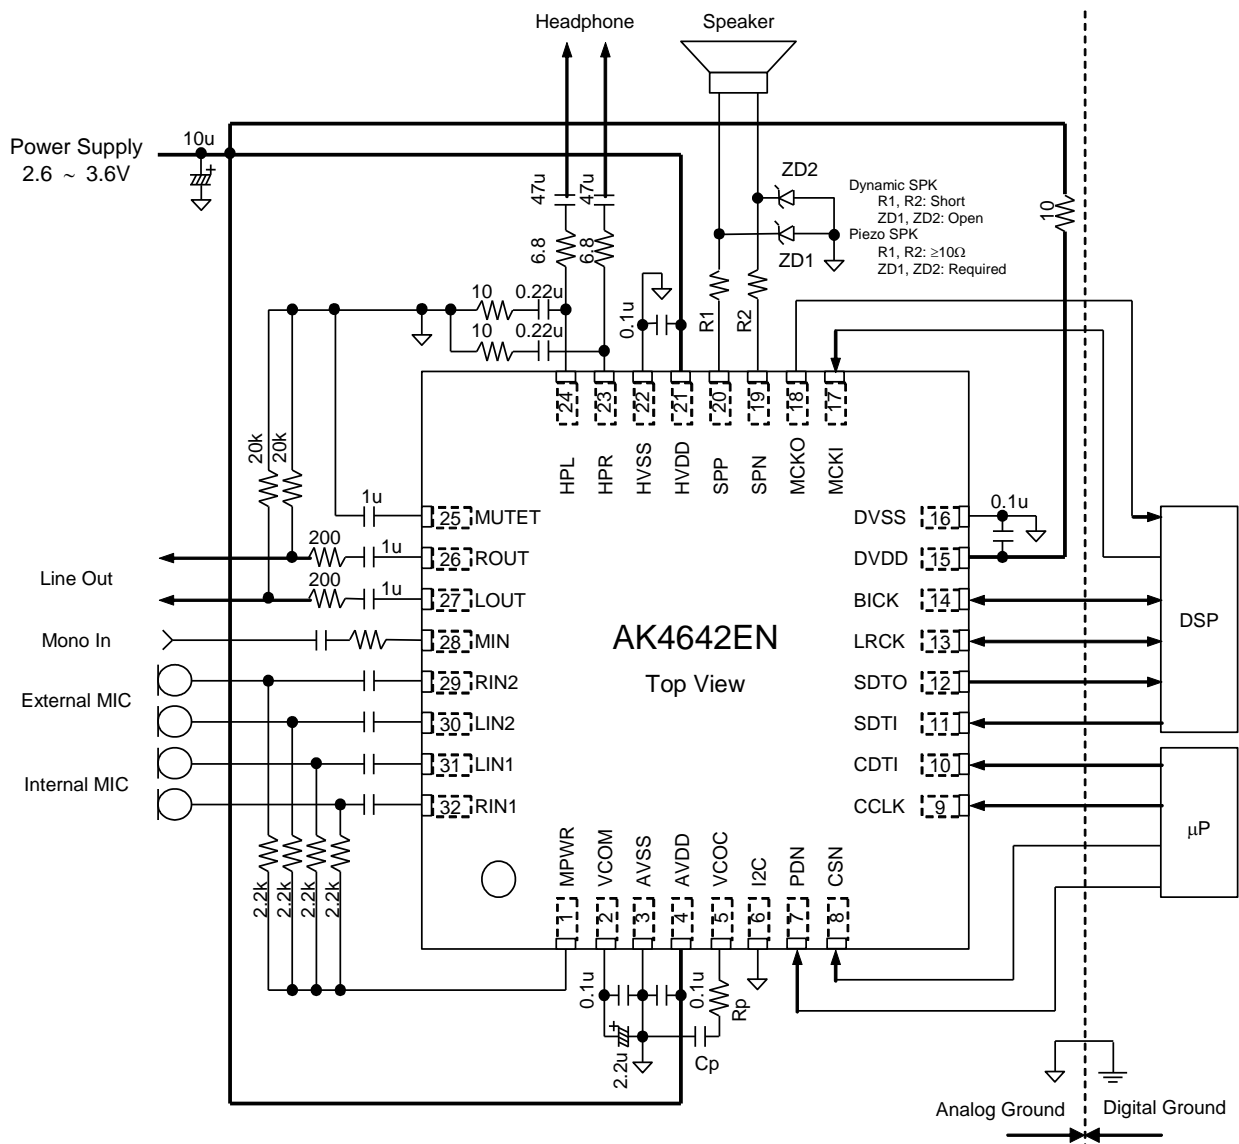 Headphone
Speaker
Power Supply
2.6 ~ 3.6V
10u
47u
47u
6.8
6.8
ZD2
ZD1
Dynamic SPK
R1, R2: Short
ZD1, ZD2: Open
Piezo SPK
R1, R2: ≥10Ω
ZD1, ZD2: Required
10
10
0.22u
10
0.22u
0.1u
R1
R2
20k
20k
24
23
22
21
20
19
18
17
HPL
HPR
HVSS
HVDD
SPP
SPN
MCKO
MCKI
1u
25 MUTET
200
1u
26 ROUT
Line Out
200
1u
27 LOUT
Mono In
28 MIN
29 RIN2
External MIC
30 LIN2
31 LIN1
Internal MIC
32 RIN1
AK4642EN
Top View
0.1u
DVSS 16
DVDD 15
BICK 14
LRCK 13
SDTO 12
SDTI 11
CDTI 10
CCLK 9
DSP
μP
2.2k
2.2k
2.2k
2.2k
MPWR
VCOM
AVSS
AVDD
VCOC
I2C
PDN
CSN
1
2
3
4
5
6
7
8
0.1u
0.1u
Rp
2.2u
Cp
Analog Ground
Digital Ground